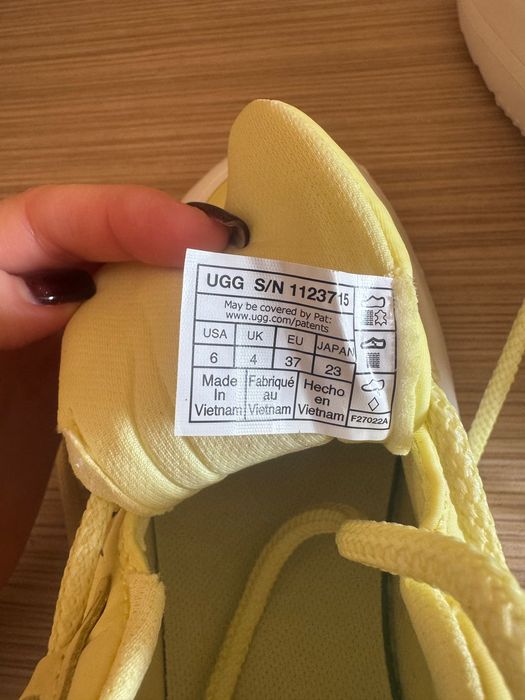 UGG S/N 1123715
May be covered by Pat:
www.ugg.com/patents
USA UK EU JAPAN
6 4 37 23
Made In Vietnam
Fabriqué au Vietnam
Hecho en Vietnam
F27022A